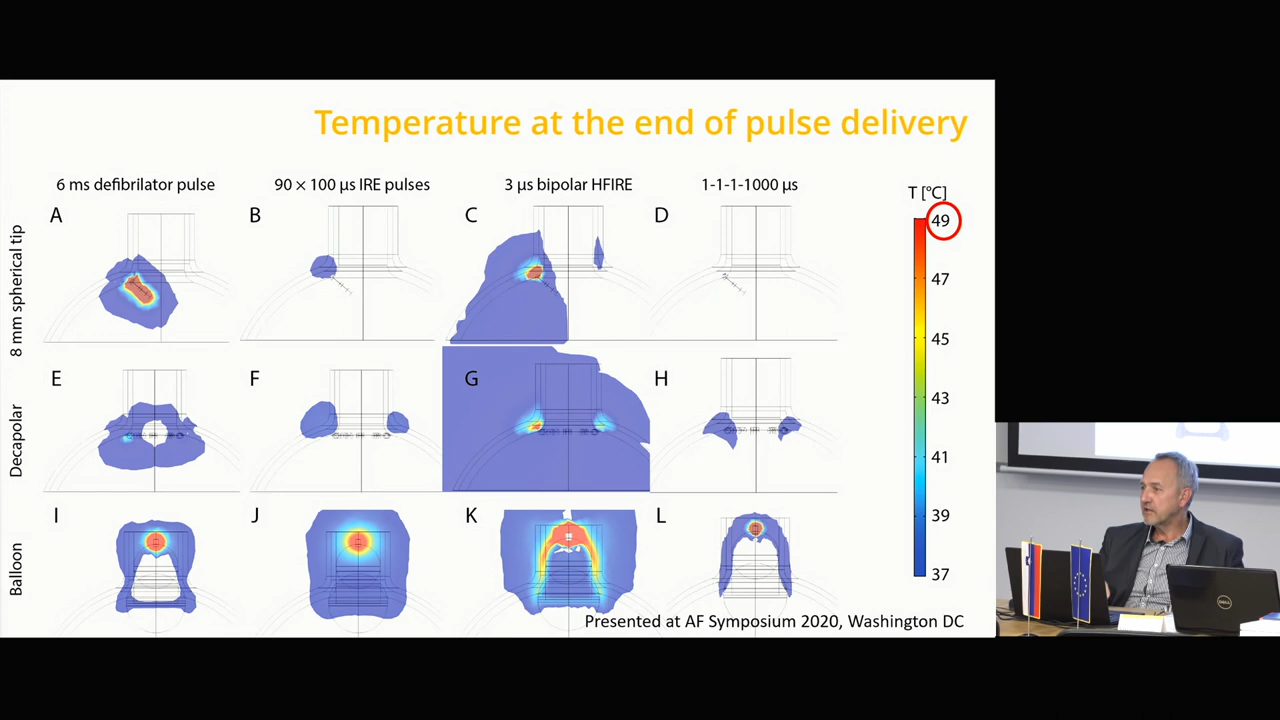 Temperature at the end of pulse delivery
6 ms defibrilator pulse
90 × 100 µs IRE pulses
3 µs bipolar HFIRE
1-1-1-1000 µs
T [°C]
8 mm spherical tip
A
B
C
D
49
47
45
43
41
39
37
Decapolar
E
F
G
H
Balloon
I
J
K
L
Presented at AF Symposium 2020, Washington DC
DELL